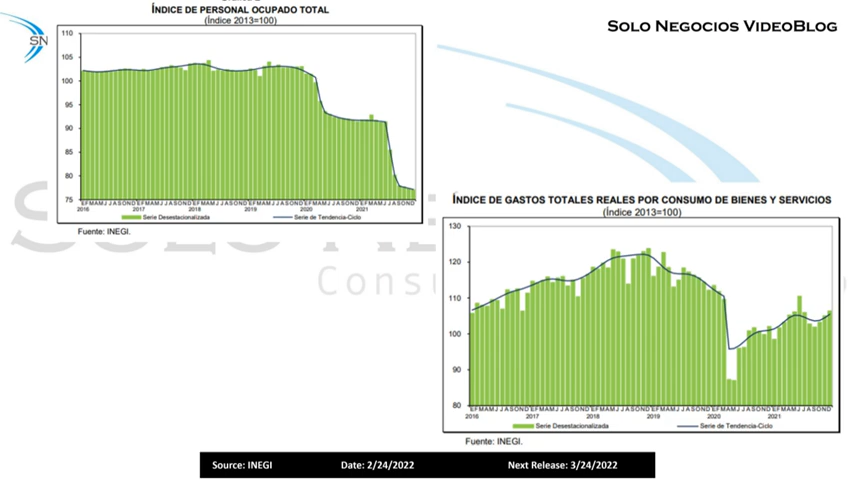 ÍNDICE DE PERSONAL OCUPADO TOTAL
(Índice 2013=100)
110
105
100
95
90
85
80
75
2016
2017
2018
2019
2020
2021
Serie Desestacionalizada
Serie de Tendencia-Ciclo
Fuente: INEGI.
SN
SOLO NEGOCIOS VIDEOBLOG
ÍNDICE DE GASTOS TOTALES REALES POR CONSUMO DE BIENES Y SERVICIOS
(Índice 2013=100)
130
120
110
100
90
80
2016
2017
2018
2019
2020
2021
Serie Desestacionalizada
Serie de Tendencia-Ciclo
Fuente: INEGI.
Source: INEGI
Date: 2/24/2022
Next Release: 3/24/2022